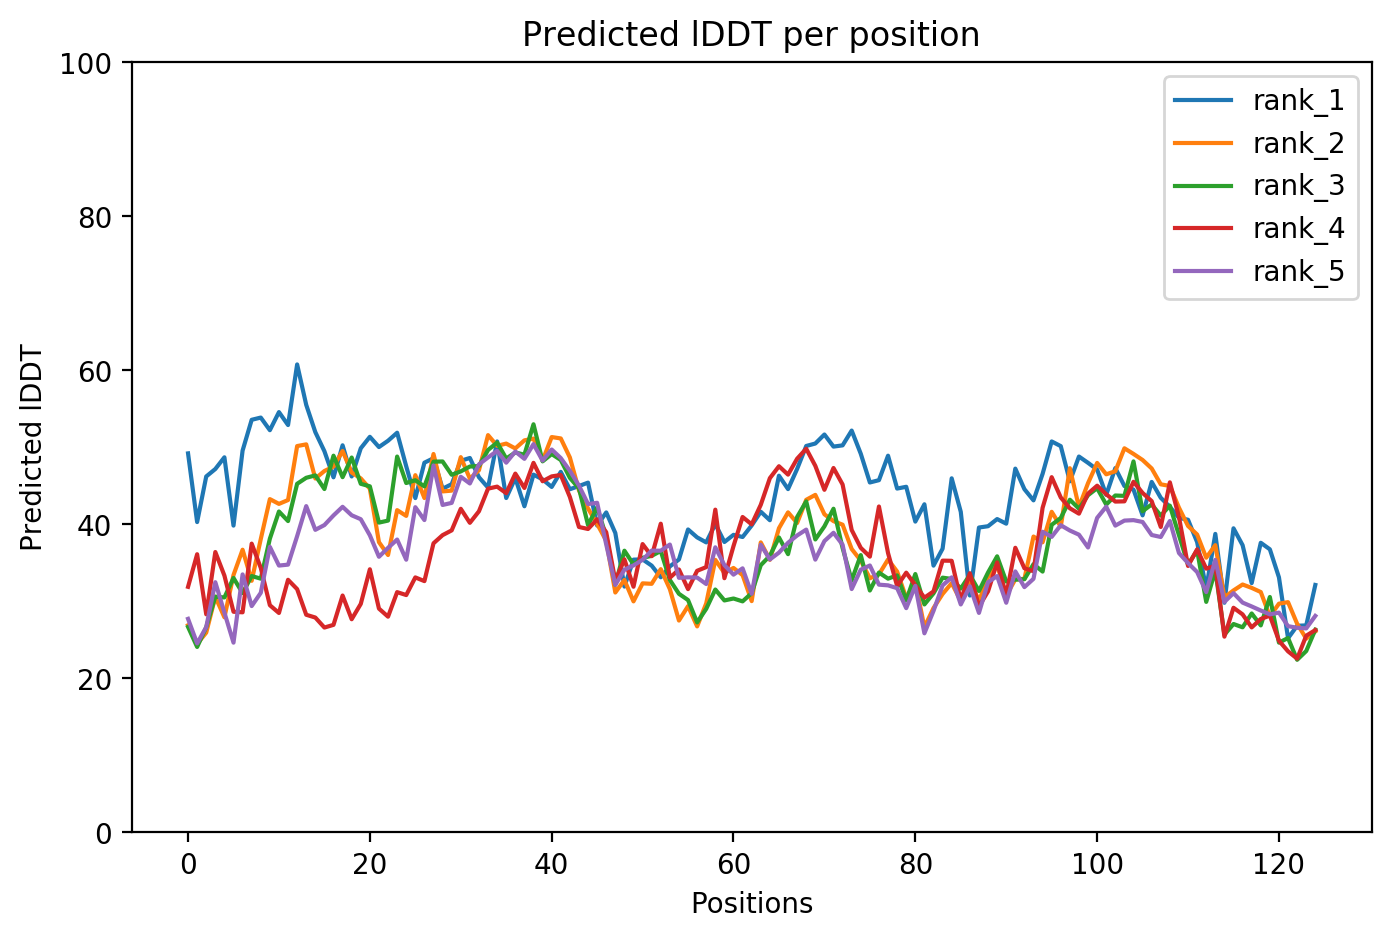 Predicted lDDT per position
100
80
60
40
20
0
Predicted lDDT
0 20 40 60 80 100 120
Positions
rank_1
rank_2
rank_3
rank_4
rank_5